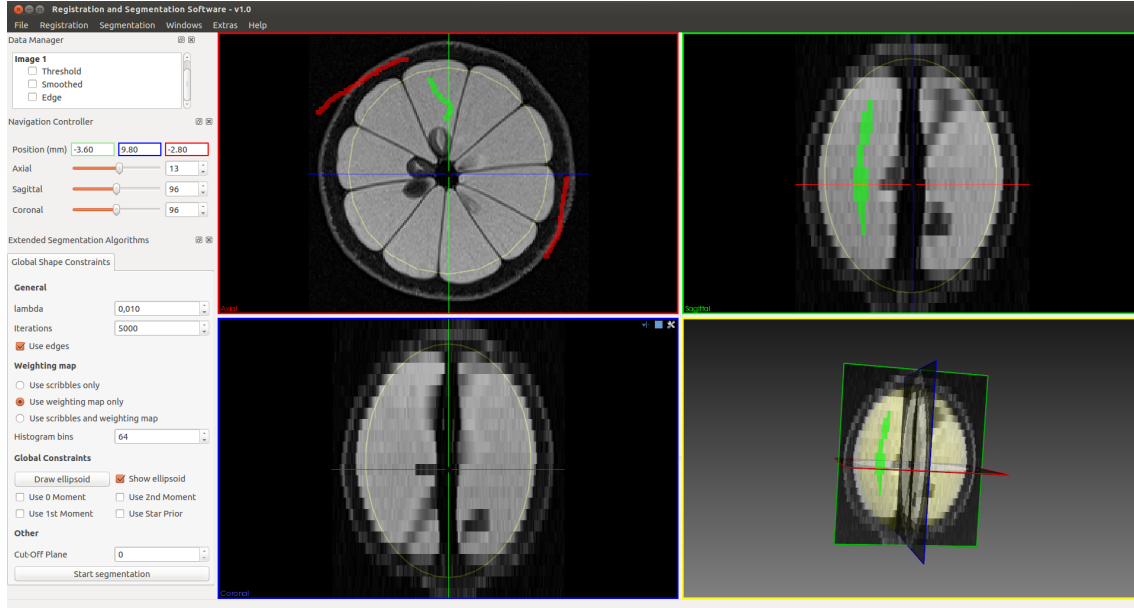 Registration and Segmentation Software - v1.0
File Registration Segmentation Windows Extras Help
Data Manager
Image 1
Threshold
Smoothed
Edge
Navigation Controller
Position (mm) -3.60 9.80 -2.80
Axial 13
Sagittal 96
Coronal 96
Extended Segmentation Algorithms
Global Shape Constraints
General
lambda 0,010
Iterations 5000
Use edges
Weighting map
Use scribbles only
Use weighting map only
Use scribbles and weighting map
Histogram bins 64
Global Constraints
Draw ellipsoid Show ellipsoid
Use 0 Moment Use 2nd Moment
Use 1st Moment Use Star Prior
Other
Cut-Off Plane 0
Start segmentation
Axial
Sagittal
Coronal